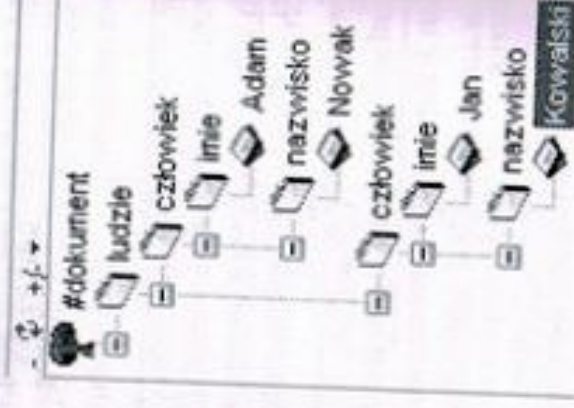 #dokument
ludzie
człowiek
imie
Adam
nazwisko
Nowak
człowiek
imie
Jan
nazwisko
Kowalski